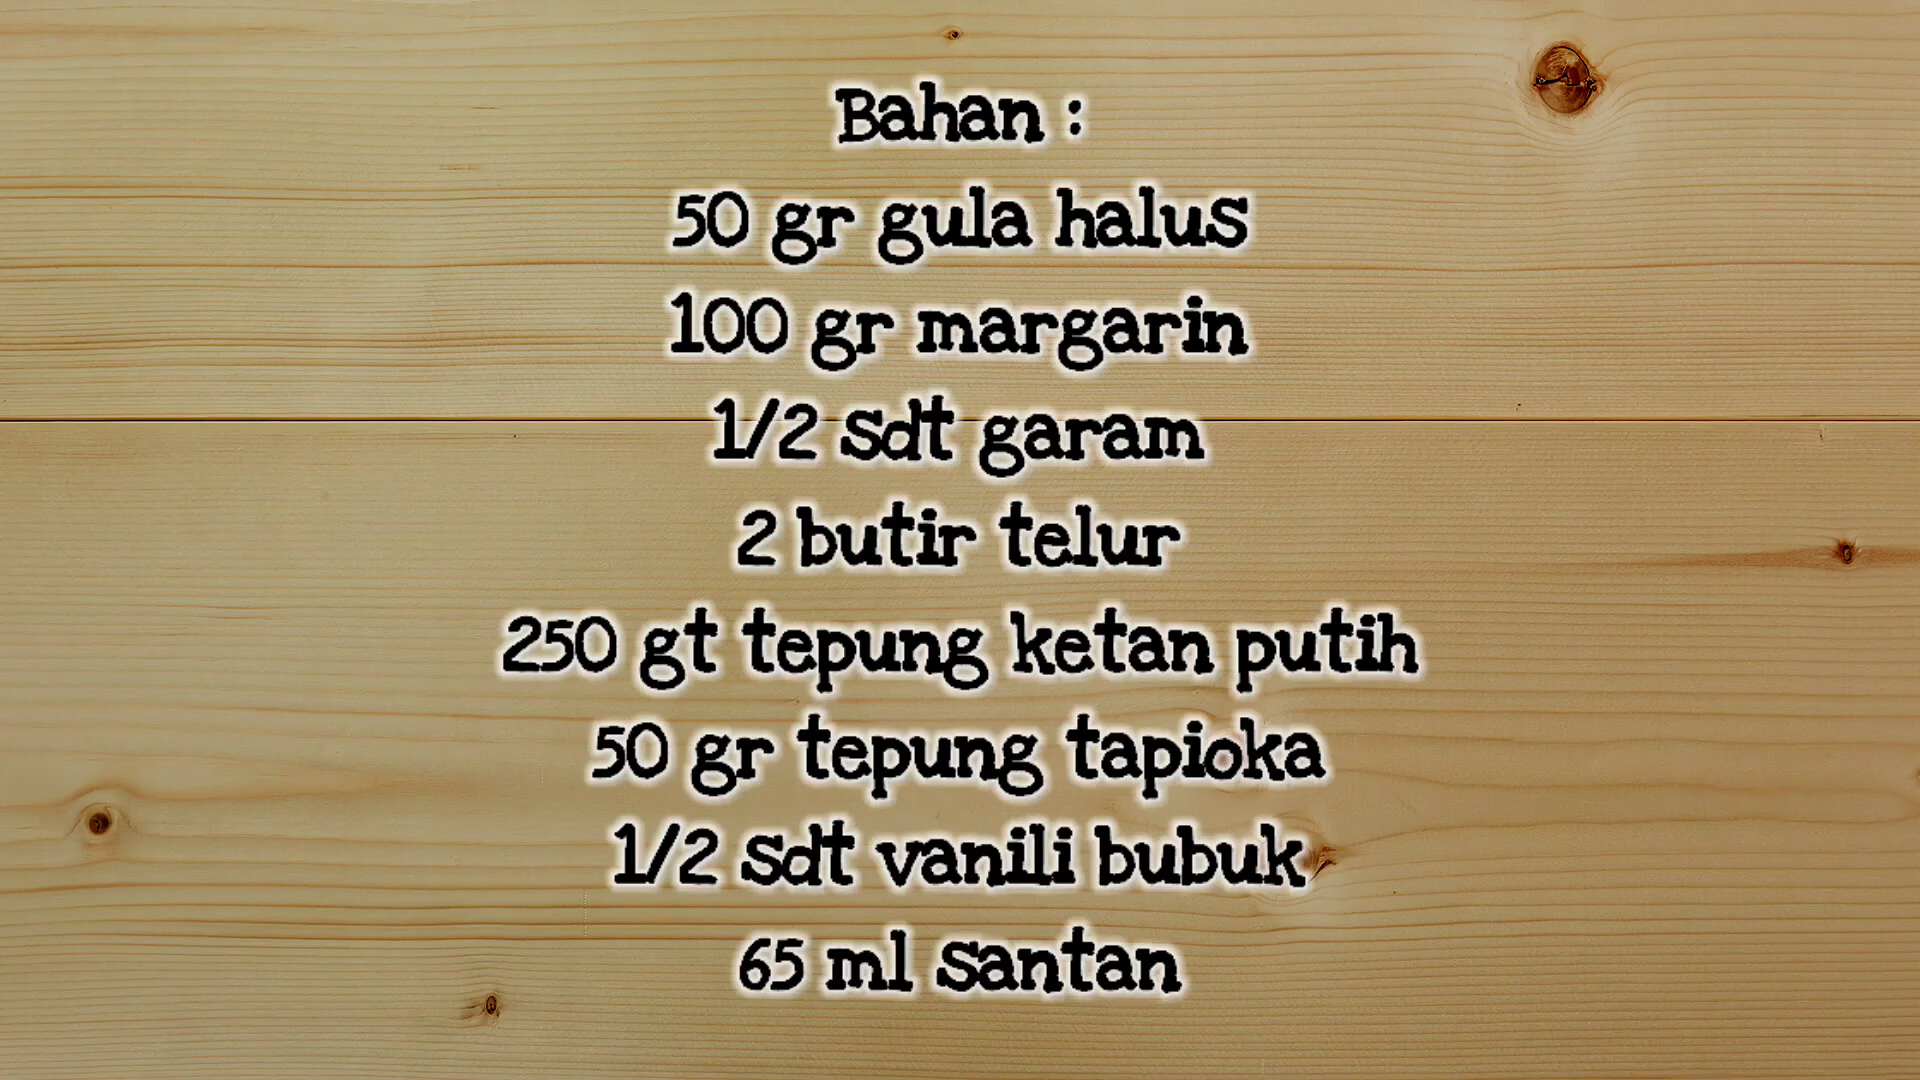 Bahan :
50 gr gula halus
100 gr margarin
1/2 sdt garam
2 butir telur
250 gt tepung ketan putih
50 gr tepung tapioka
1/2 sdt vanili bubuk
65 ml santan